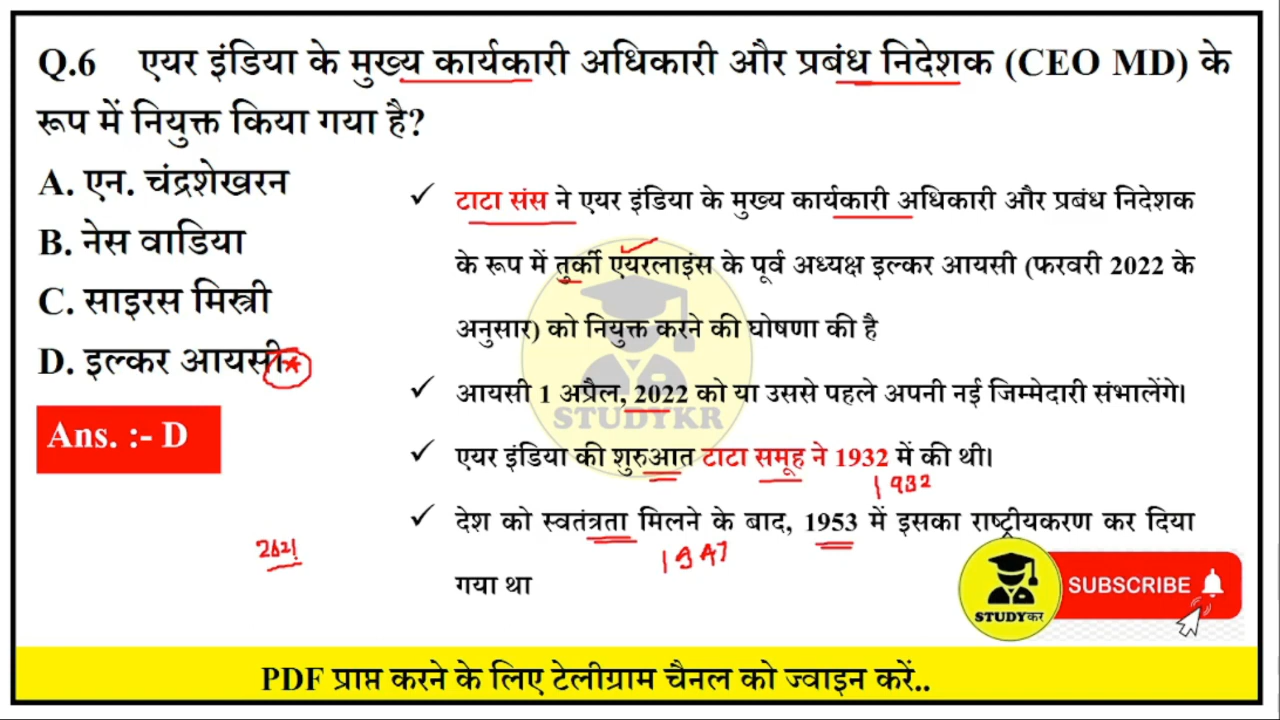 Q.6 एयर इंडिया के मुख्य कार्यकारी अधिकारी और प्रबंध निदेशक (CEO MD) के
रूप में नियुक्त किया गया है?
A. एन. चंद्रशेखरन
B. नेस वाडिया
C. साइरस मिस्त्री
D. इल्कर आयसी*
Ans. :- D
✓ टाटा संस ने एयर इंडिया के मुख्य कार्यकारी अधिकारी और प्रबंध निदेशक
के रूप में तुर्की एयरलाइंस के पूर्व अध्यक्ष इल्कर आयसी (फरवरी 2022 के
अनुसार) को नियुक्त करने की घोषणा की है
✓ आयसी 1 अप्रैल, 2022 को या उससे पहले अपनी नई जिम्मेदारी संभालेंगे।
STUDYKR
✓ एयर इंडिया की शुरुआत टाटा समूह ने 1932 में की थी।
1932
✓ देश को स्वतंत्रता मिलने के बाद, 1953 में इसका राष्ट्रीयकरण कर दिया
गया था
1947
2021
STUDYकर
SUBSCRIBE
PDF प्राप्त करने के लिए टेलीग्राम चैनल को ज्वाइन करें..